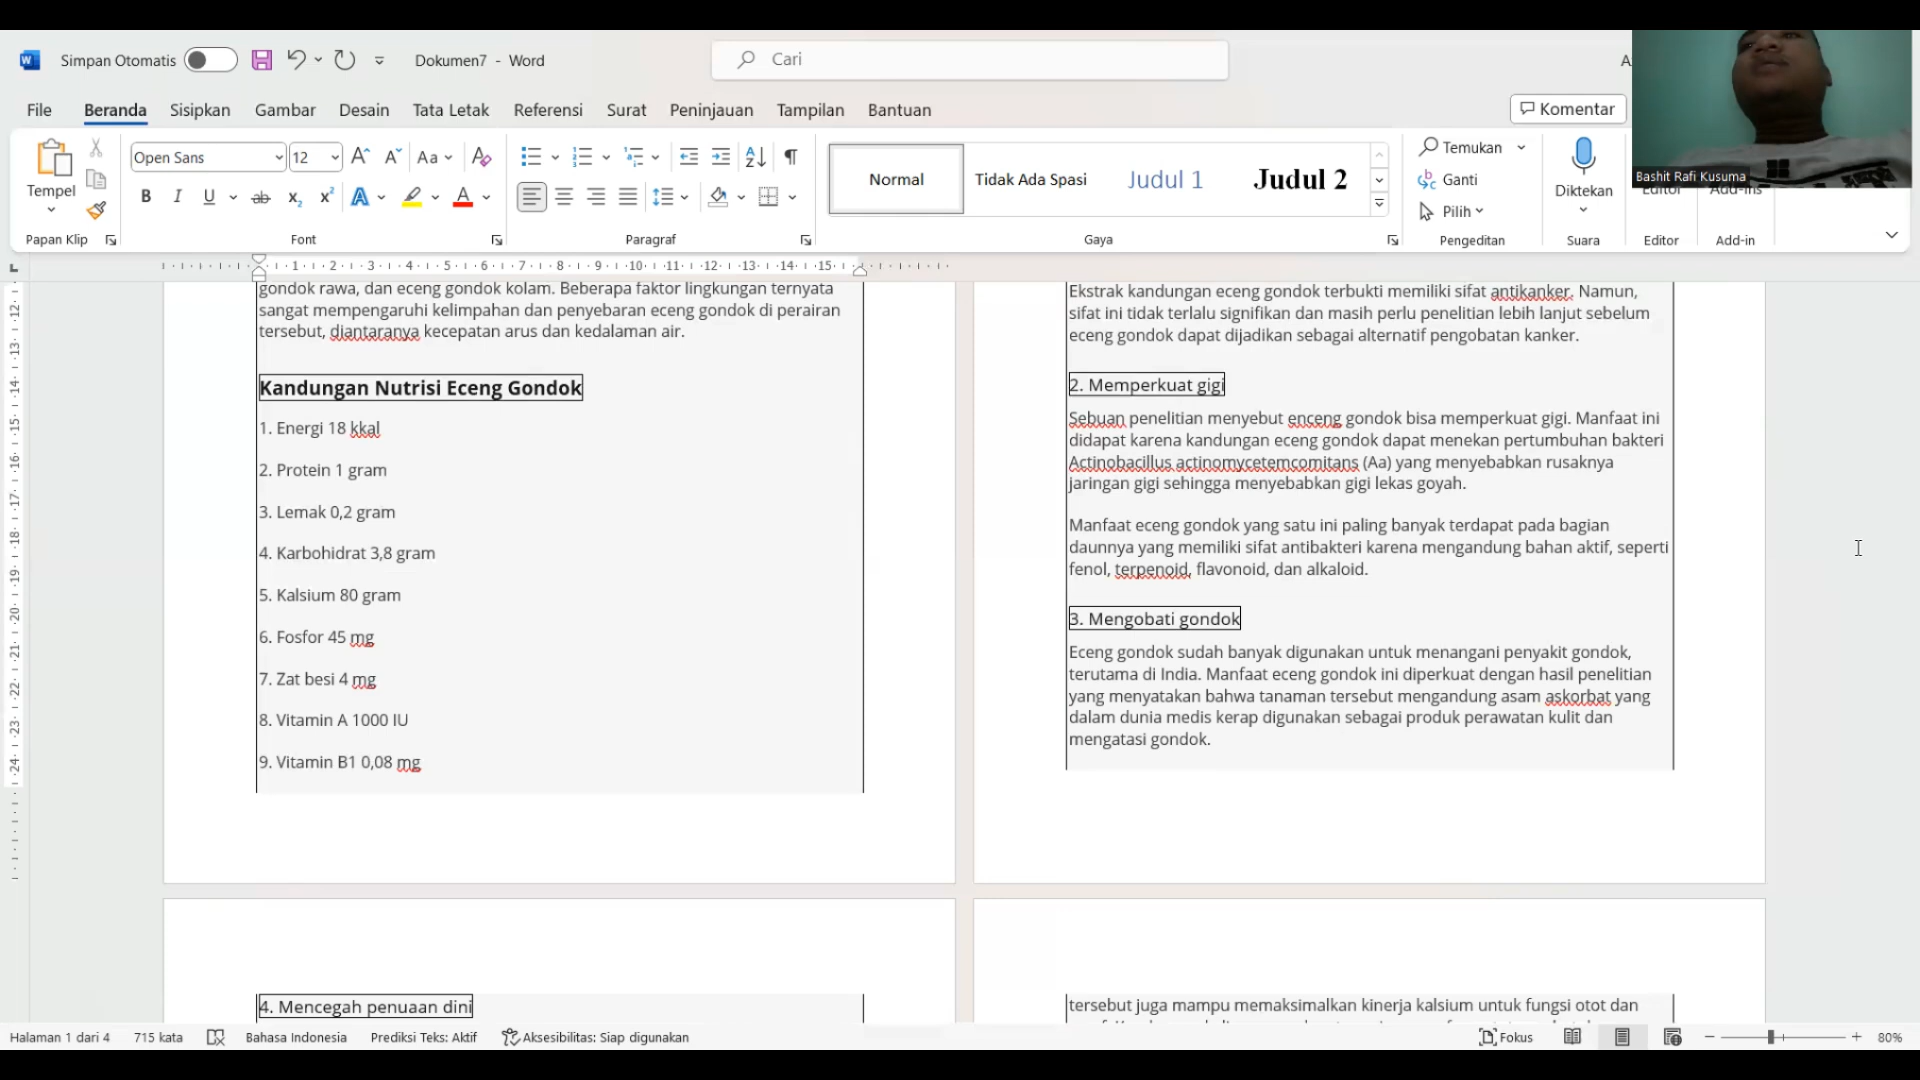 Simpan Otomatis
Dokumen7 - Word
Cari
File Beranda Sisipkan Gambar Desain Tata Letak Referensi Surat Peninjauan Tampilan Bantuan
Komentar
Bashit Rafi Kusuma
Tempel
Papan Klip
Open Sans 12
Font
Paragraf
Normal
Tidak Ada Spasi
Judul 1
Judul 2
Gaya
Temukan
Ganti
Pilih
Pengeditan
Diktekan
Suara
Editor
Editor
Add-ins
Add-in
gondok rawa, dan eceng gondok kolam. Beberapa faktor lingkungan ternyata
sangat mempengaruhi kelimpahan dan penyebaran eceng gondok di perairan
tersebut, diantaranya kecepatan arus dan kedalaman air.
Kandungan Nutrisi Eceng Gondok
1. Energi 18 kkal
2. Protein 1 gram
3. Lemak 0,2 gram
4. Karbohidrat 3,8 gram
5. Kalsium 80 gram
6. Fosfor 45 mg
7. Zat besi 4 mg
8. Vitamin A 1000 IU
9. Vitamin B1 0,08 mg
Ekstrak kandungan eceng gondok terbukti memiliki sifat antikanker. Namun,
sifat ini tidak terlalu signifikan dan masih perlu penelitian lebih lanjut sebelum
eceng gondok dapat dijadikan sebagai alternatif pengobatan kanker.
2. Memperkuat gigi
Sebuan penelitian menyebut enceng gondok bisa memperkuat gigi. Manfaat ini
didapat karena kandungan eceng gondok dapat menekan pertumbuhan bakteri
Actinobacillus actinomycetemcomitans (Aa) yang menyebabkan rusaknya
jaringan gigi sehingga menyebabkan gigi lekas goyah.
Manfaat eceng gondok yang satu ini paling banyak terdapat pada bagian
daunnya yang memiliki sifat antibakteri karena mengandung bahan aktif, seperti
fenol, terpenoid, flavonoid, dan alkaloid.
3. Mengobati gondok
Eceng gondok sudah banyak digunakan untuk menangani penyakit gondok,
terutama di India. Manfaat eceng gondok ini diperkuat dengan hasil penelitian
yang menyatakan bahwa tanaman tersebut mengandung asam askorbat yang
dalam dunia medis kerap digunakan sebagai produk perawatan kulit dan
mengatasi gondok.
4. Mencegah penuaan dini
tersebut juga mampu memaksimalkan kinerja kalsium untuk fungsi otot dan
Halaman 1 dari 4 715 kata Bahasa Indonesia Prediksi Teks: Aktif Aksesibilitas: Siap digunakan Fokus 80%